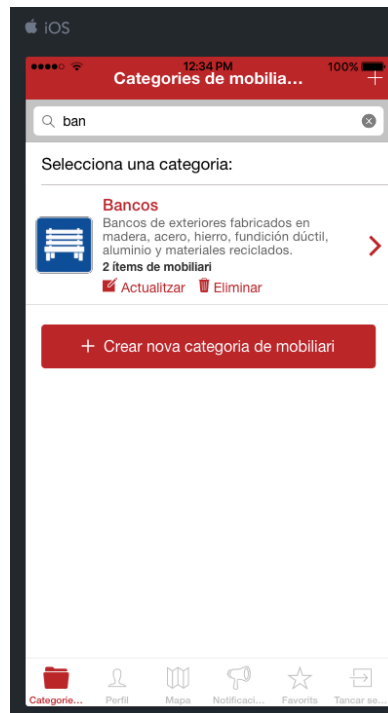 iOS
12:34 PM
100%
Categories de mobilia...
ban
Selecciona una categoria:
Bancos
Bancos de exteriores fabricados en
madera, acero, hierro, fundición dúctil,
aluminio y materiales reciclados.
2 ítems de mobiliari
Actualitzar Eliminar
+ Crear nova categoria de mobiliari
Categorie... Perfil Mapa Notificaci... Favorits Tancar se...